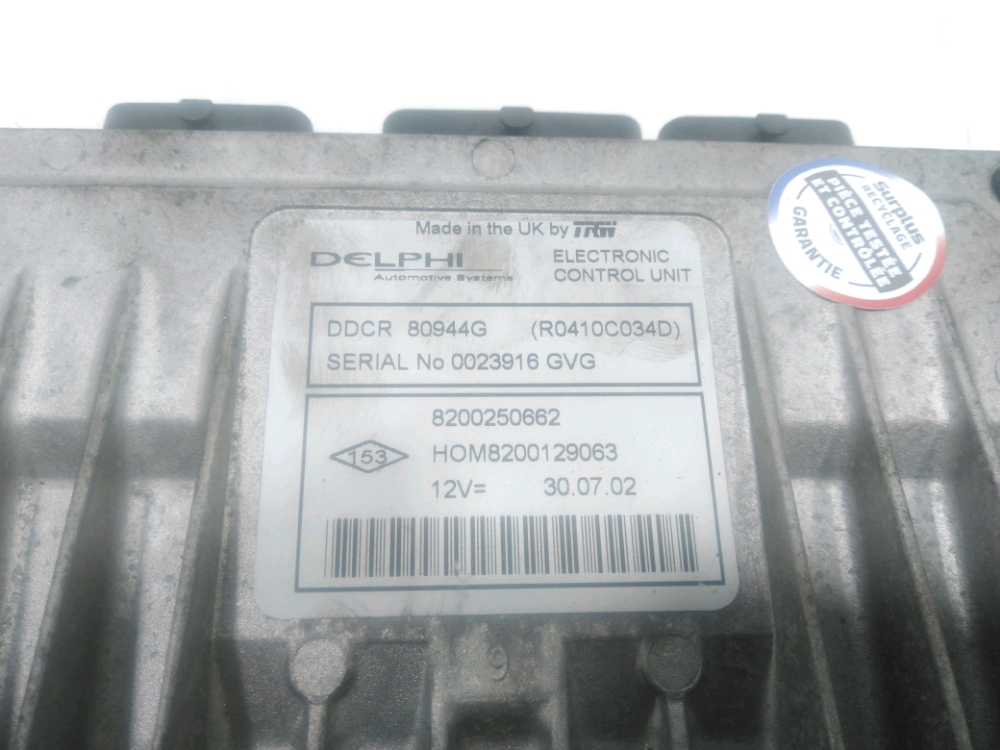 Made in the UK by TRW
DELPHI
Automotive Systems
ELECTRONIC
CONTROL UNIT
DDCR 80944G (R0410C034D)
SERIAL No 0023916 GVG
8200250662
153
HOM8200129063
12V= 30.07.02
Surplus
RECYCLAGE
PIÈCE TESTÉE
ET CONTRÔLÉE
GARANTIE
9